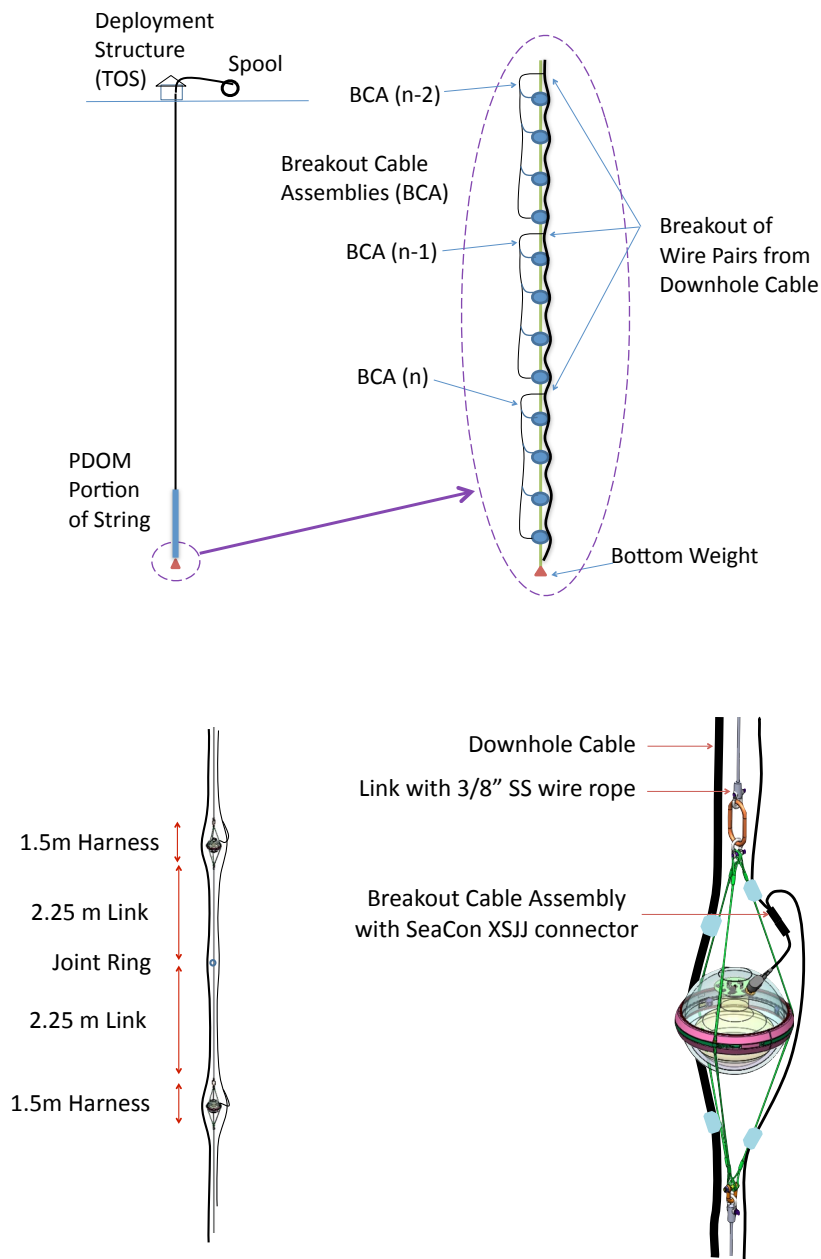 Deployment
Structure
(TOS)
Spool
BCA (n-2)
Breakout Cable
Assemblies (BCA)
BCA (n-1)
Breakout of
Wire Pairs from
Downhole Cable
BCA (n)
PDOM
Portion
of String
Bottom Weight
1.5m Harness
2.25 m Link
Joint Ring
2.25 m Link
1.5m Harness
Downhole Cable
Link with 3/8” SS wire rope
Breakout Cable Assembly
with SeaCon XSJJ connector